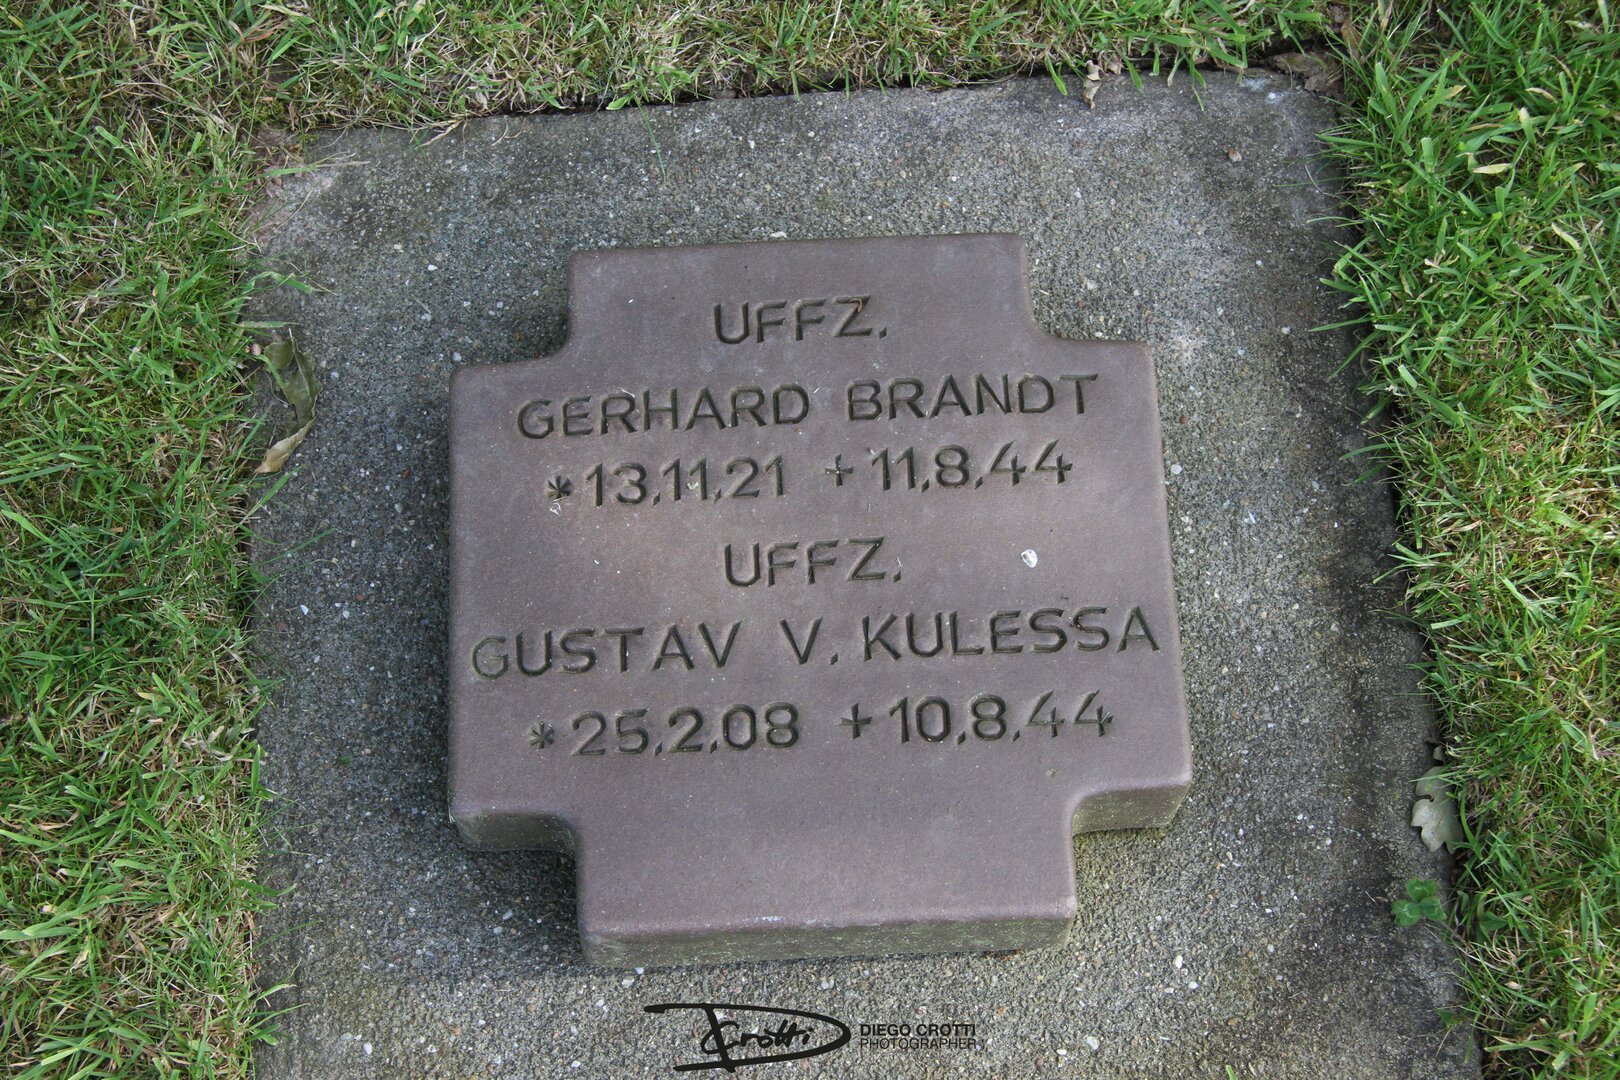 UFFZ.
GERHARD BRANDT
*13.11.21 +11.8.44
UFFZ.
GUSTAV V. KULESSA
*25.2.08 +10.8.44
DCrotti DIEGO CROTTI
PHOTOGRAPHER